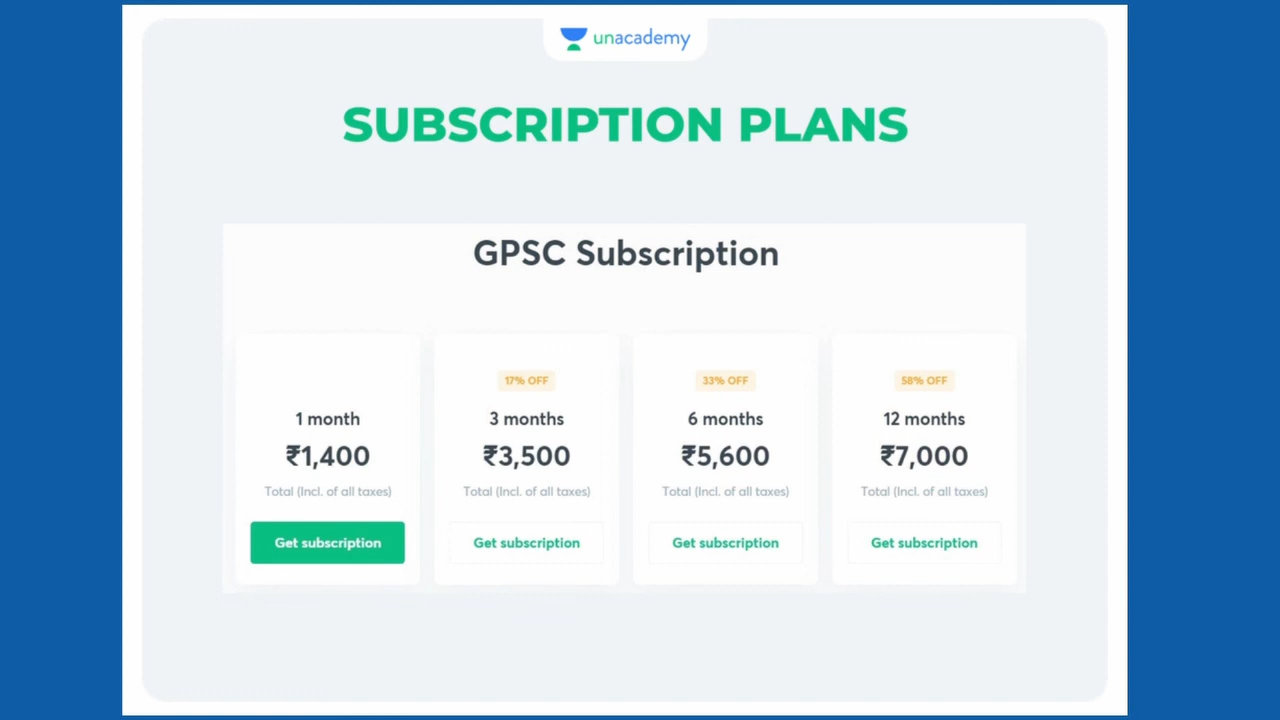 unacademy
SUBSCRIPTION PLANS
GPSC Subscription
1 month
₹1,400
Total (Incl. of all taxes)
Get subscription
17% OFF
3 months
₹3,500
Total (Incl. of all taxes)
Get subscription
33% OFF
6 months
₹5,600
Total (Incl. of all taxes)
Get subscription
58% OFF
12 months
₹7,000
Total (Incl. of all taxes)
Get subscription